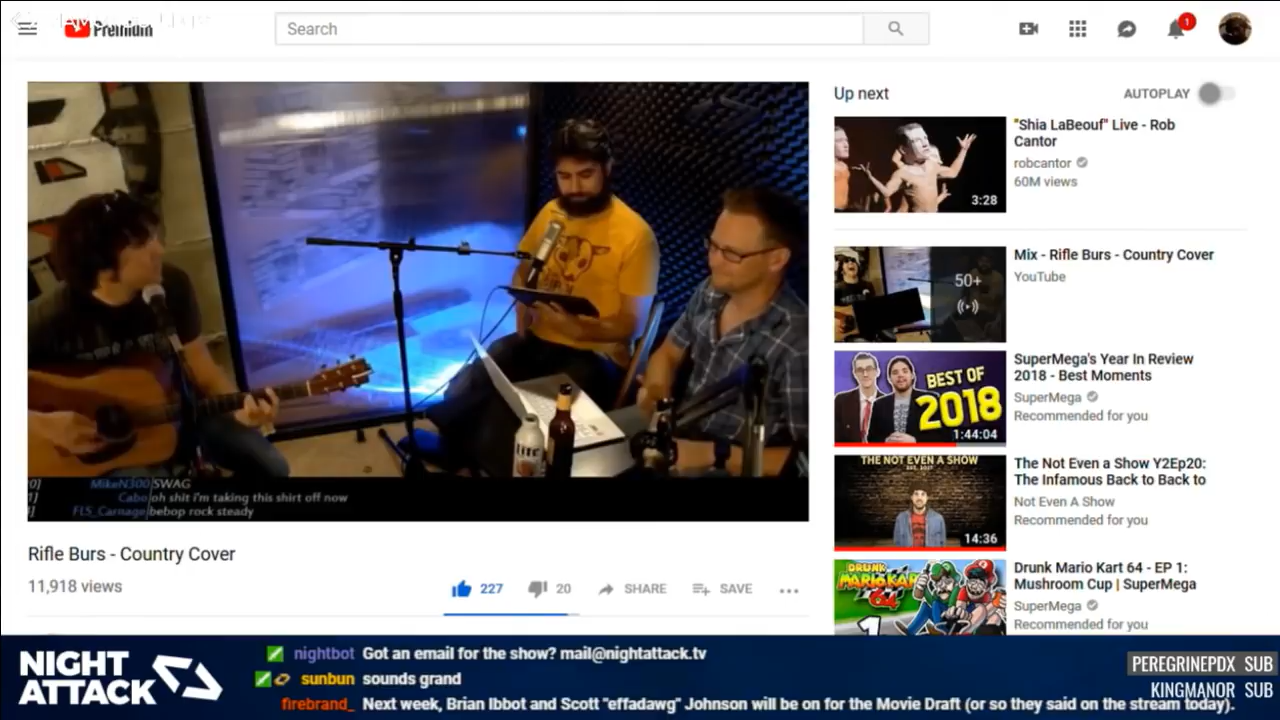 Premium
Search
1
Up next
AUTOPLAY
"Shia LaBeouf" Live - Rob
Cantor
robcantor
60M views
3:28
50+
Mix - Rifle Burs - Country Cover
YouTube
BEST OF
2018
1:44:04
SuperMega's Year In Review
2018 - Best Moments
SuperMega
Recommended for you
THE NOT EVEN A SHOW
14:36
The Not Even a Show Y2Ep20:
The Infamous Back to Back to
Not Even A Show
Recommended for you
DRUNK
MARIO KART
64
1
Drunk Mario Kart 64 - EP 1:
Mushroom Cup | SuperMega
SuperMega
Recommended for you
lite
MikeN300 SWAG
Cabo oh shit i'm taking this shirt off now
FLS_Carnage bebop rock steady
Rifle Burs - Country Cover
11,918 views
227
20
SHARE
SAVE
NIGHT
ATTACK
nightbot Got an email for the show? mail@nightattack.tv
sunbun sounds grand
firebrand_ Next week, Brian Ibbot and Scott "effadawg" Johnson will be on for the Movie Draft (or so they said on the stream today).
PEREGRINEPDX SUB
KINGMANOR SUB